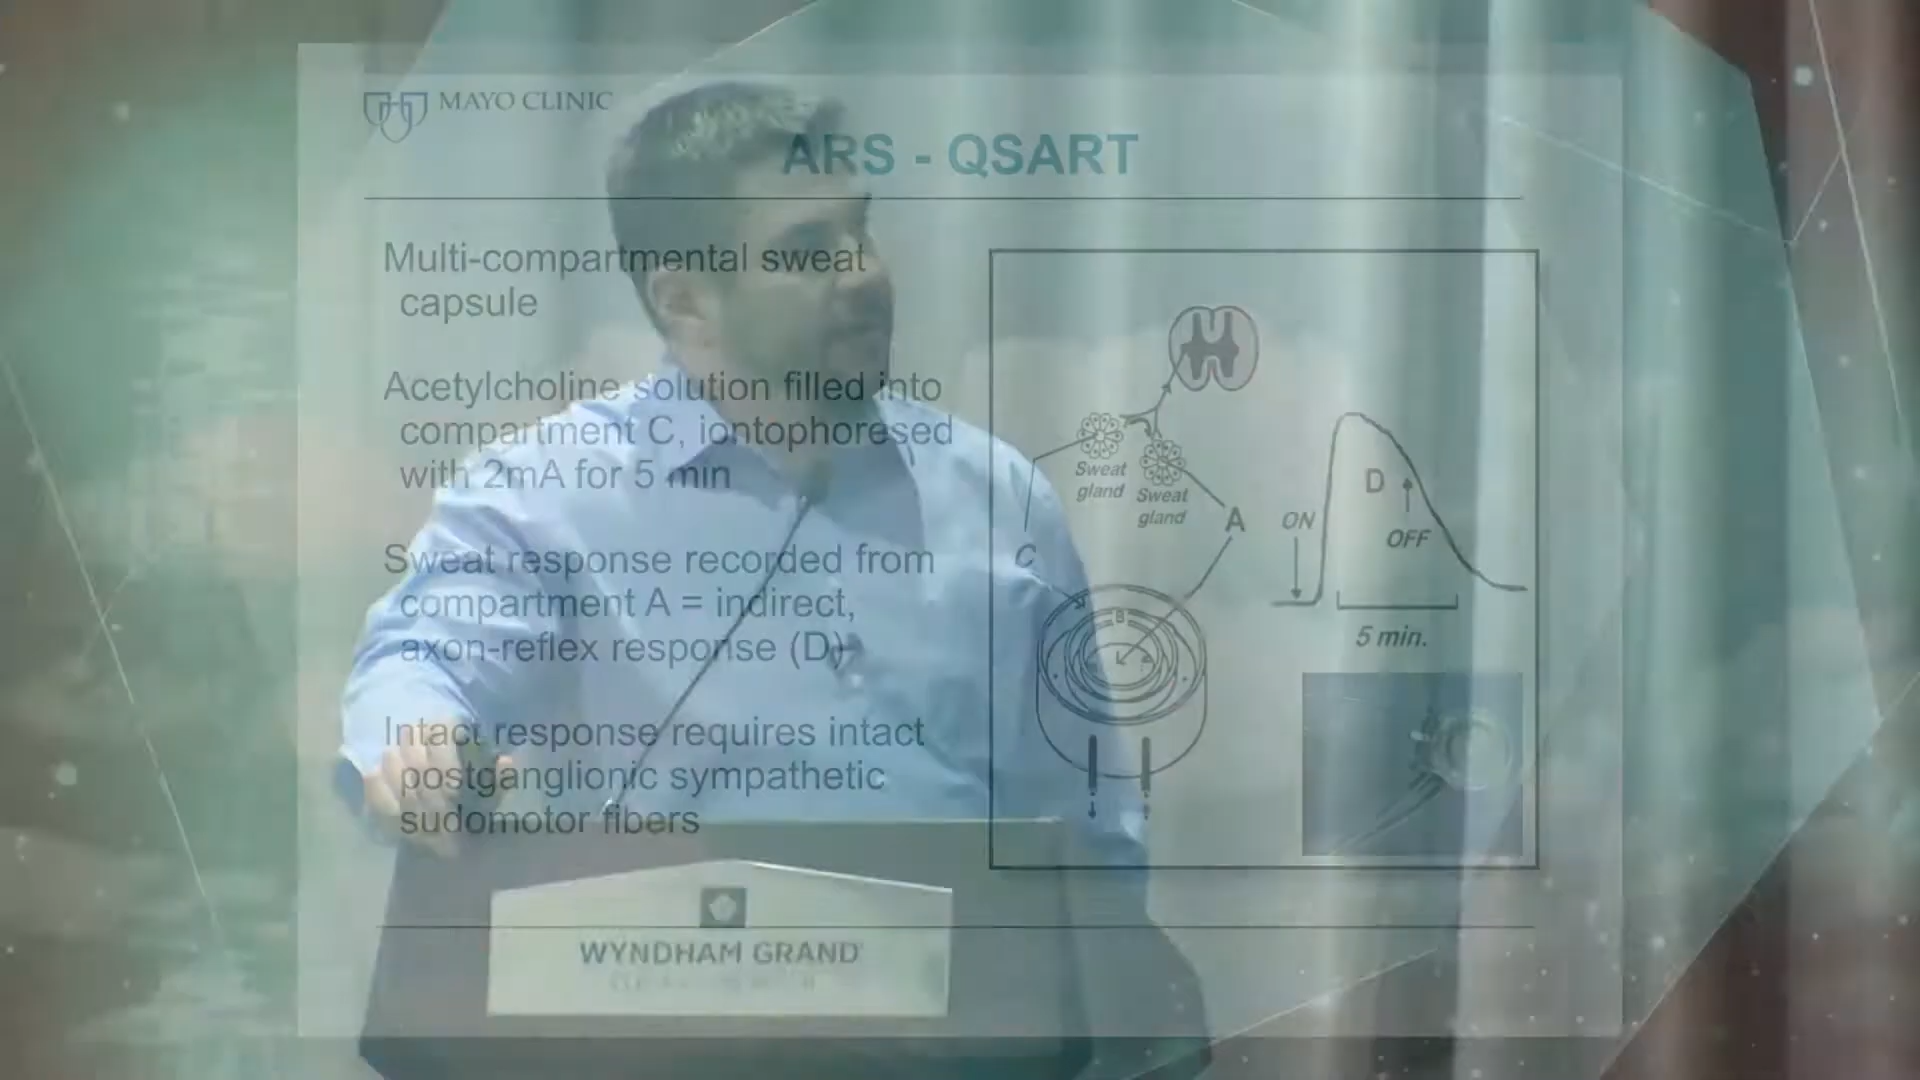 MAYO CLINIC
ARS - QSART
Multi-compartmental sweat
capsule
Acetylcholine solution filled into
compartment C, iontophoresed
with 2mA for 5 min
Sweat response recorded from
compartment A = indirect,
axon-reflex response (D)
Intact response requires intact
postganglionic sympathetic
sudomotor fibers
Sweat
gland
Sweat
gland
A
C
B
ON
D
OFF
5 min.
WYNDHAM GRAND